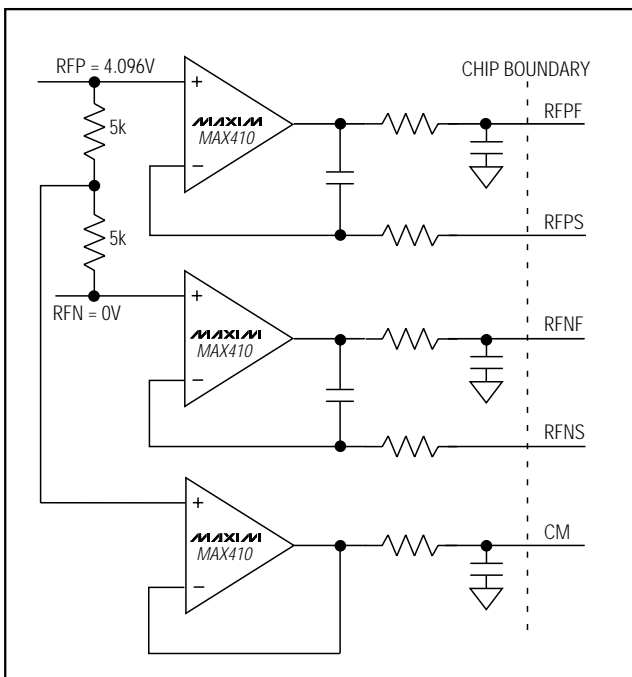 RFP = 4.096V
CHIP BOUNDARY
+
MAXIM
MAX410
−
5k
RFPF
RFPS
5k
RFN = 0V
+
MAXIM
MAX410
−
RFNF
RFNS
+
MAXIM
MAX410
−
CM